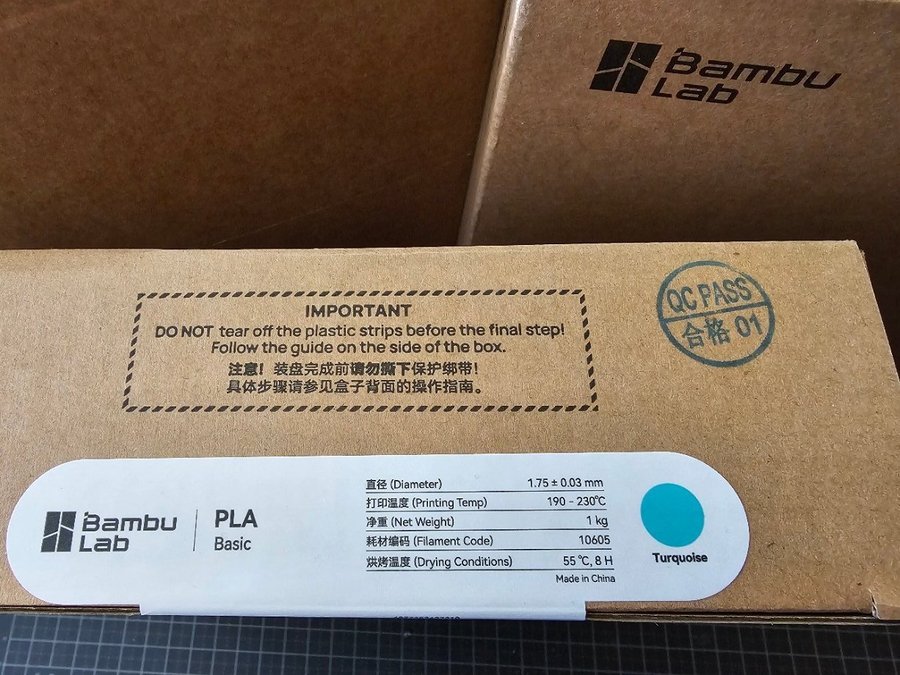 Bambu
Lab
QC PASS
合格 01
IMPORTANT
DO NOT tear off the plastic strips before the final step!
Follow the guide on the side of the box.
注意！装盘完成前请勿撕下保护绑带！
具体步骤请参见盒子背面的操作指南。
Bambu
Lab
PLA
Basic
直径 (Diameter) 1.75 ± 0.03 mm
打印温度 (Printing Temp) 190 - 230℃
净重 (Net Weight) 1 kg
耗材编码 (Filament Code) 10605
烘烤温度 (Drying Conditions) 55 ℃, 8 H
Made in China
Turquoise